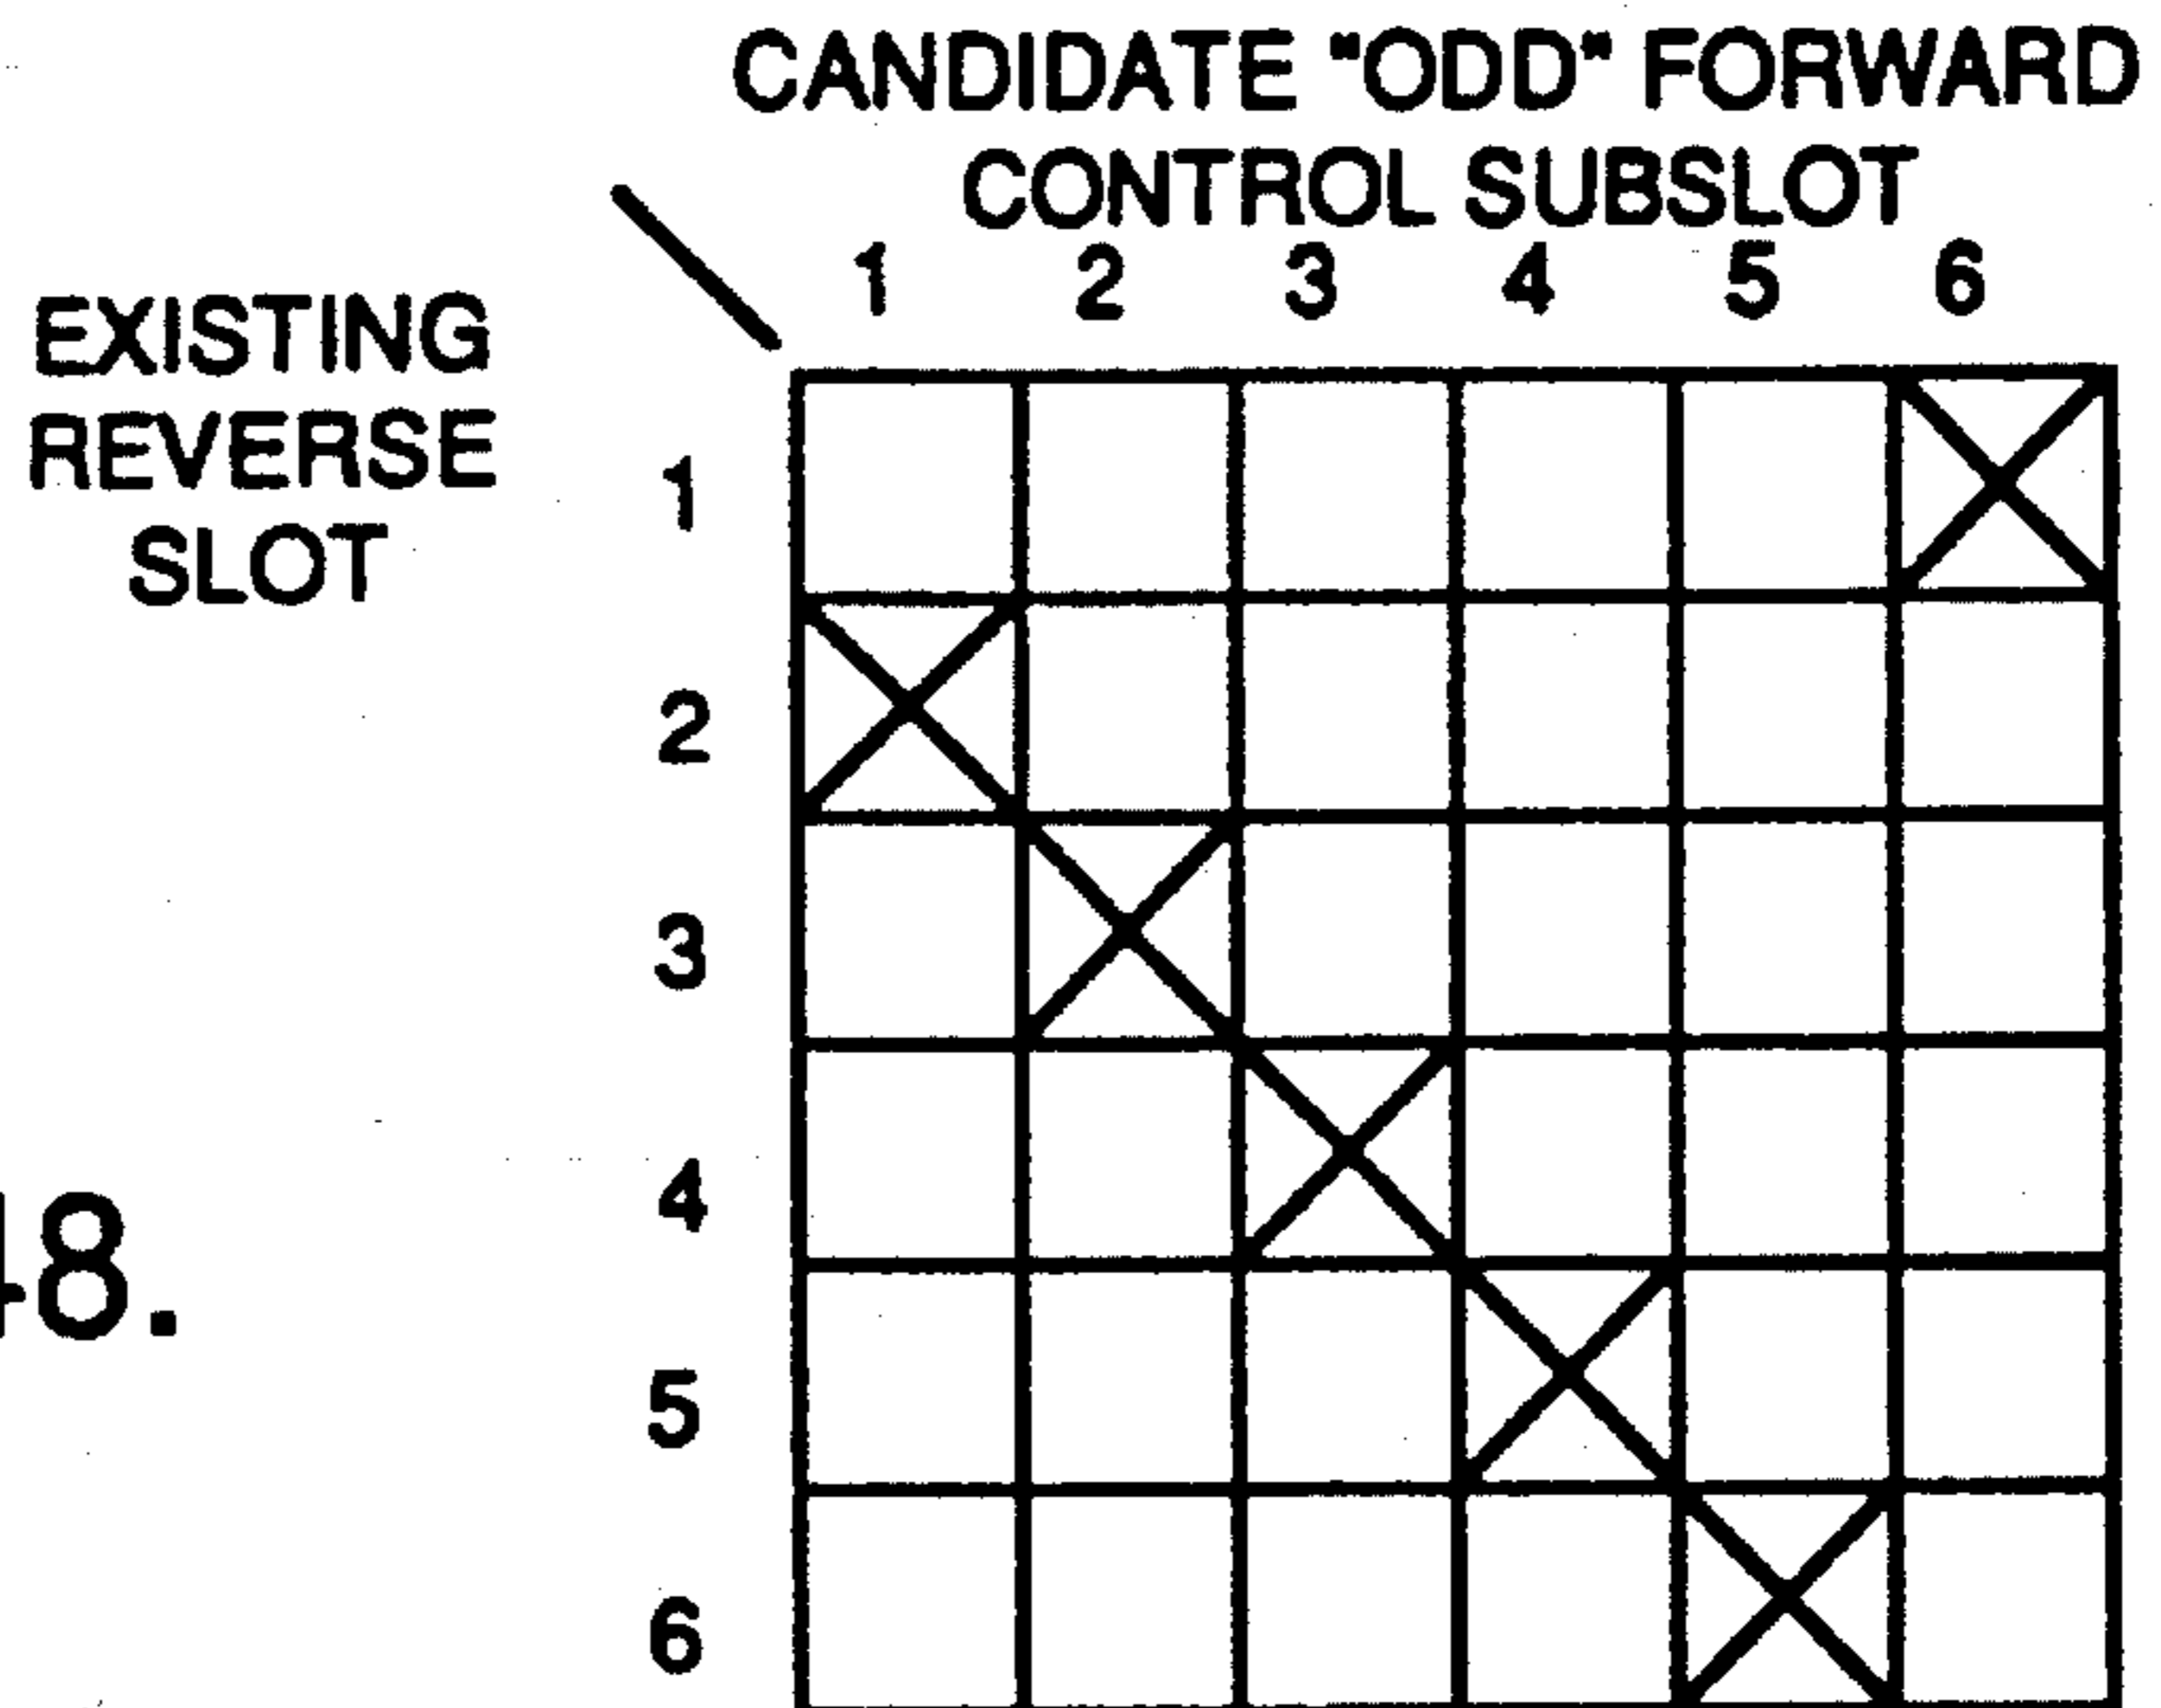 CANDIDATE "ODD" FORWARD
CONTROL SUBSLOT
1 2 3 4 5 6
EXISTING
REVERSE
SLOT
1
2
3
4
5
6
48.